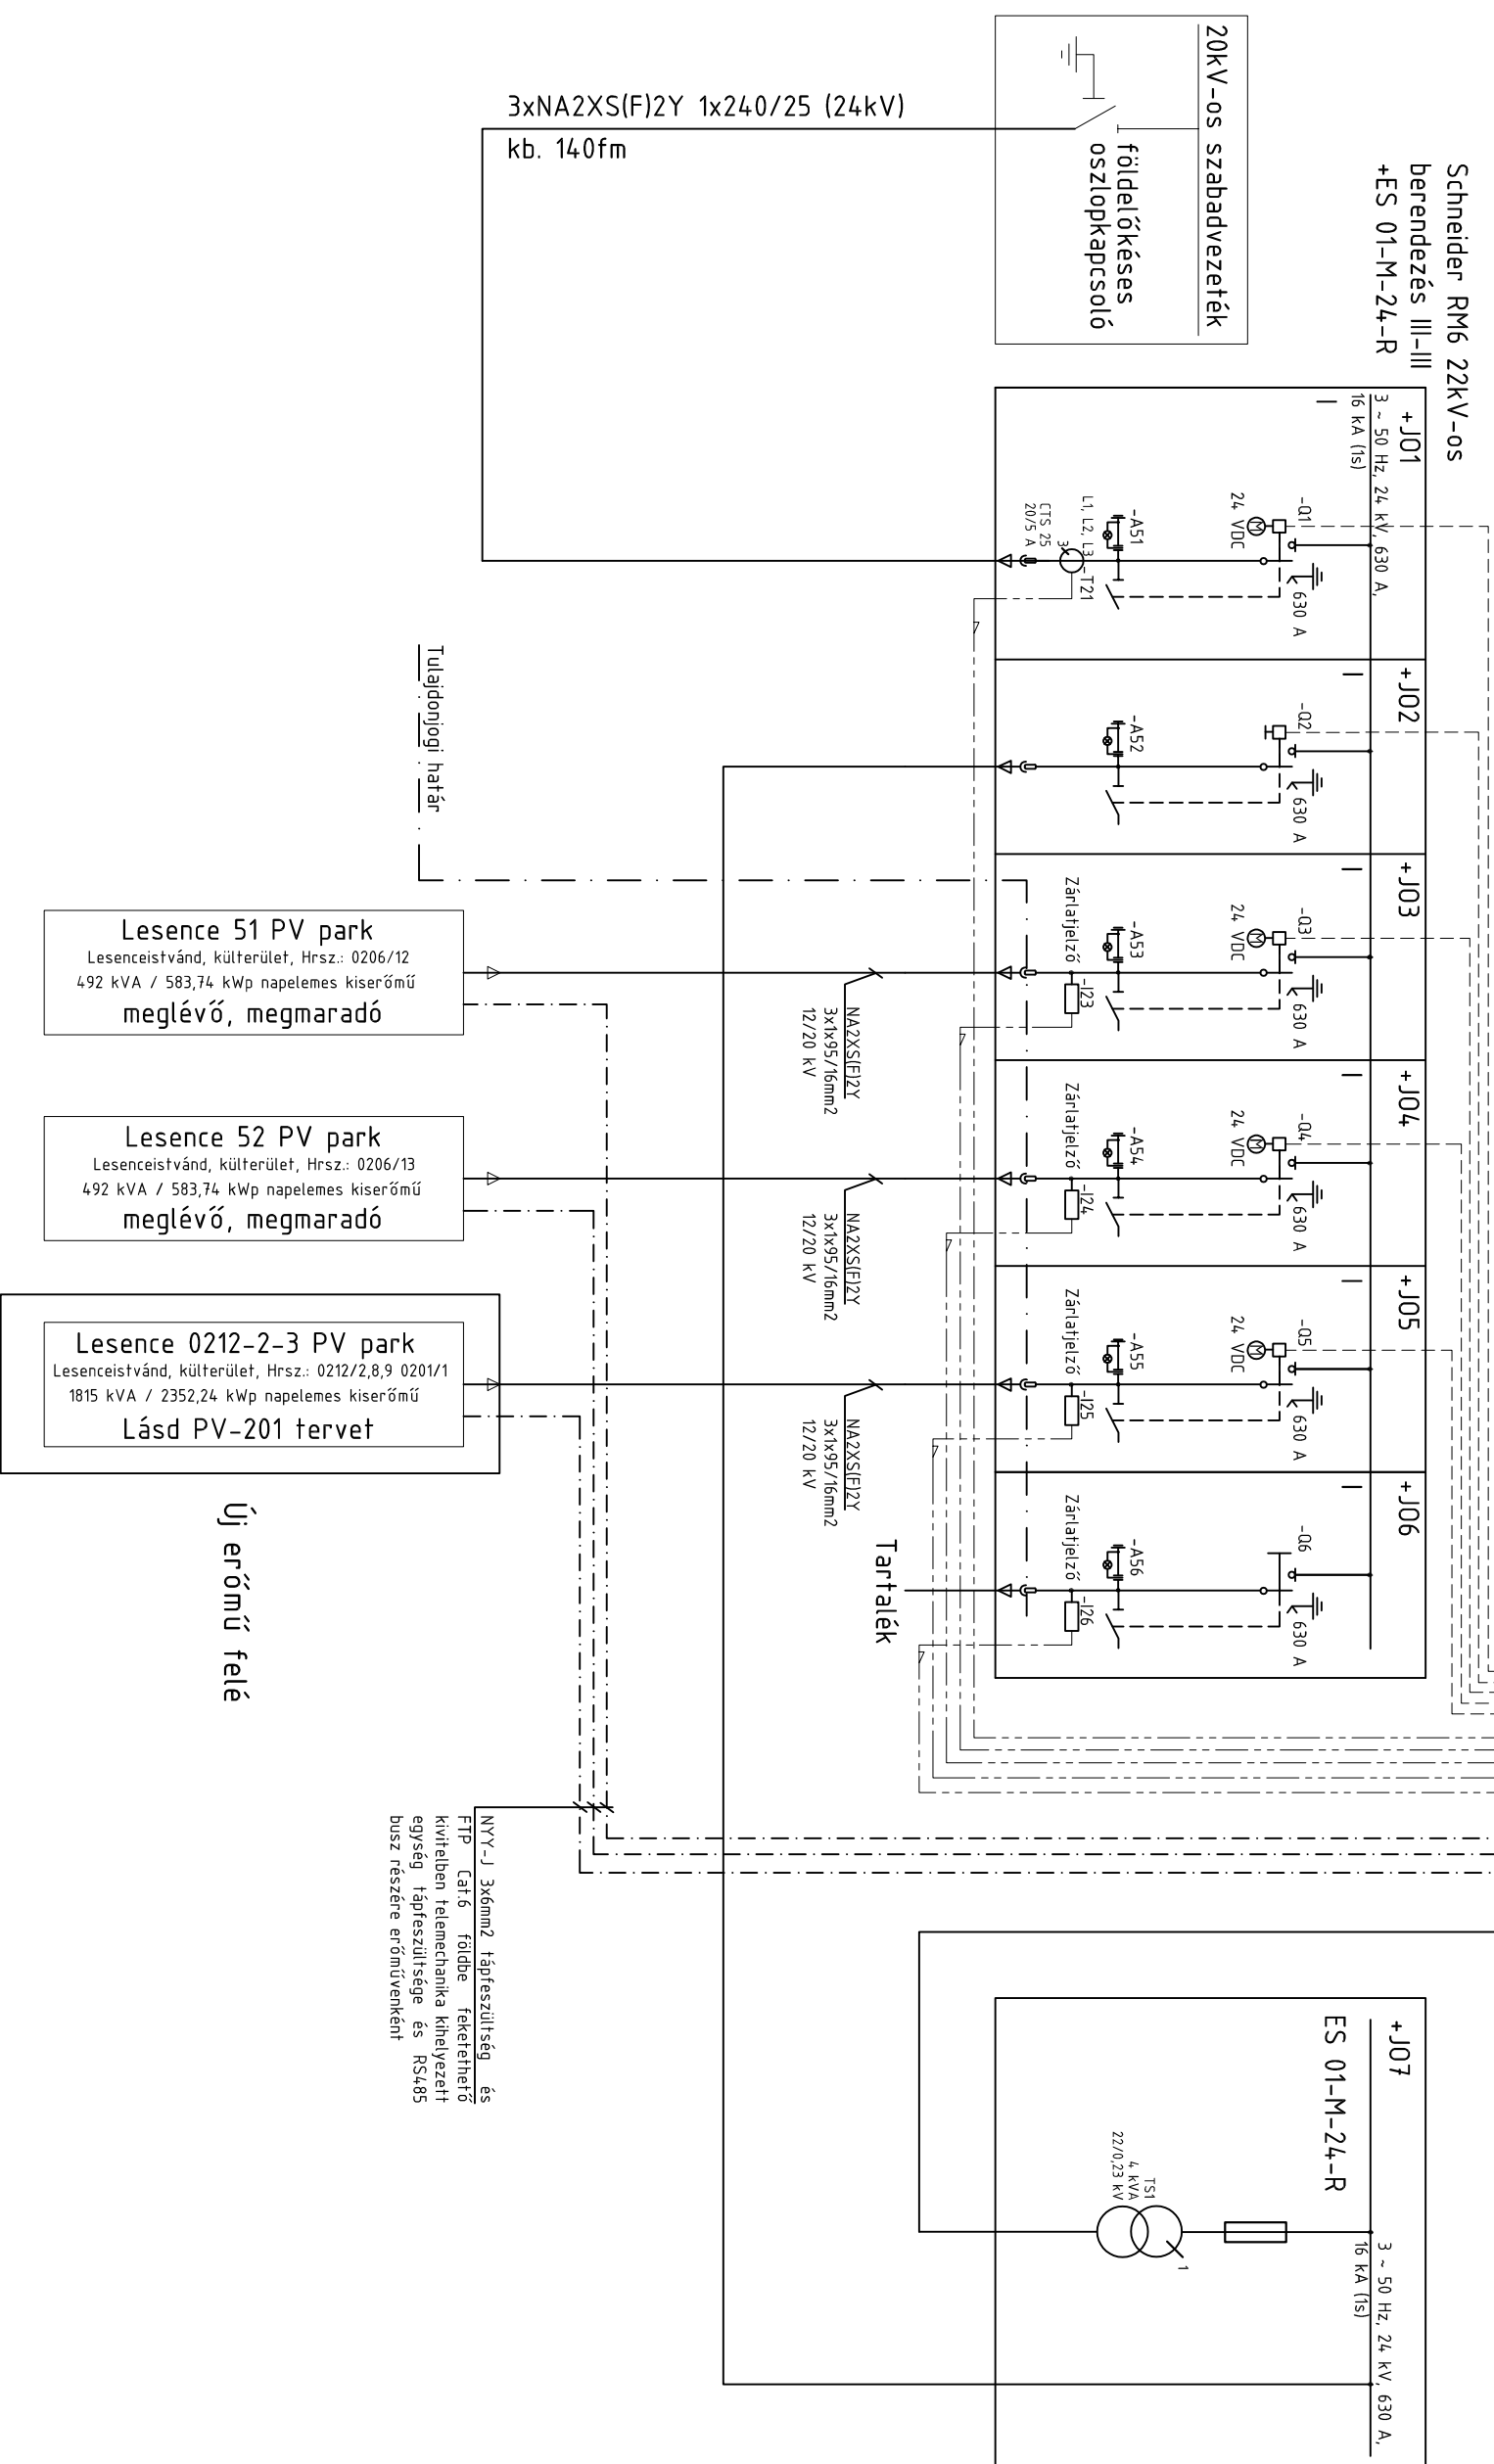 20kV-os szabadvezeték
földelőkéses
oszlopkapcsoló
3xNA2XS(F)2Y 1x240/25 (24kV)
kb. 140fm
Schneider RM6 22kV-os
berendezés III-III
+ES 01-M-24-R
+J01
3 ~ 50 Hz, 24 kV, 630 A,
16 kA (1s)
I
-Q1
24 VDC
630 A
-A51
L1, L2, L3
-T21
3
CTS 25
20/5 A
+J02
I
-Q2
630 A
-A52
Tulajdonjogi határ
+J03
I
-Q3
24 VDC
630 A
-A53
Zárlatjelző
-I23
NA2XS(F)2Y
3x1x95/16mm2
12/20 kV
Lesence 51 PV park
Lesenceistvánd, külterület, Hrsz.: 0206/12
492 kVA / 583,74 kWp napelemes kiserőmű
meglévő, megmaradó
+J04
I
-Q4
24 VDC
630 A
-A54
Zárlatjelző
-I24
NA2XS(F)2Y
3x1x95/16mm2
12/20 kV
Lesence 52 PV park
Lesenceistvánd, külterület, Hrsz.: 0206/13
492 kVA / 583,74 kWp napelemes kiserőmű
meglévő, megmaradó
+J05
I
-Q5
24 VDC
630 A
-A55
Zárlatjelző
-I25
NA2XS(F)2Y
3x1x95/16mm2
12/20 kV
Lesence 0212-2-3 PV park
Lesenceistvánd, külterület, Hrsz.: 0212/2,8,9 0201/1
1815 kVA / 2352,24 kWp napelemes kiserőmű
Lásd PV-201 tervet
Új erőmű felé
+J06
I
-Q6
630 A
-A56
Zárlatjelző
-I26
Tartalék
NYY-J 3x6mm2 tápfeszültség és
FTP Cat.6 földbe fektethető
kivitelben telemechanika kihelyezett
egység tápfeszültsége és RS485
busz részére erőművenként
+J07
ES 01-M-24-R
3 ~ 50 Hz, 24 kV, 630 A,
16 kA (1s)
TS1
4 kVA
22/0,23 kV
1